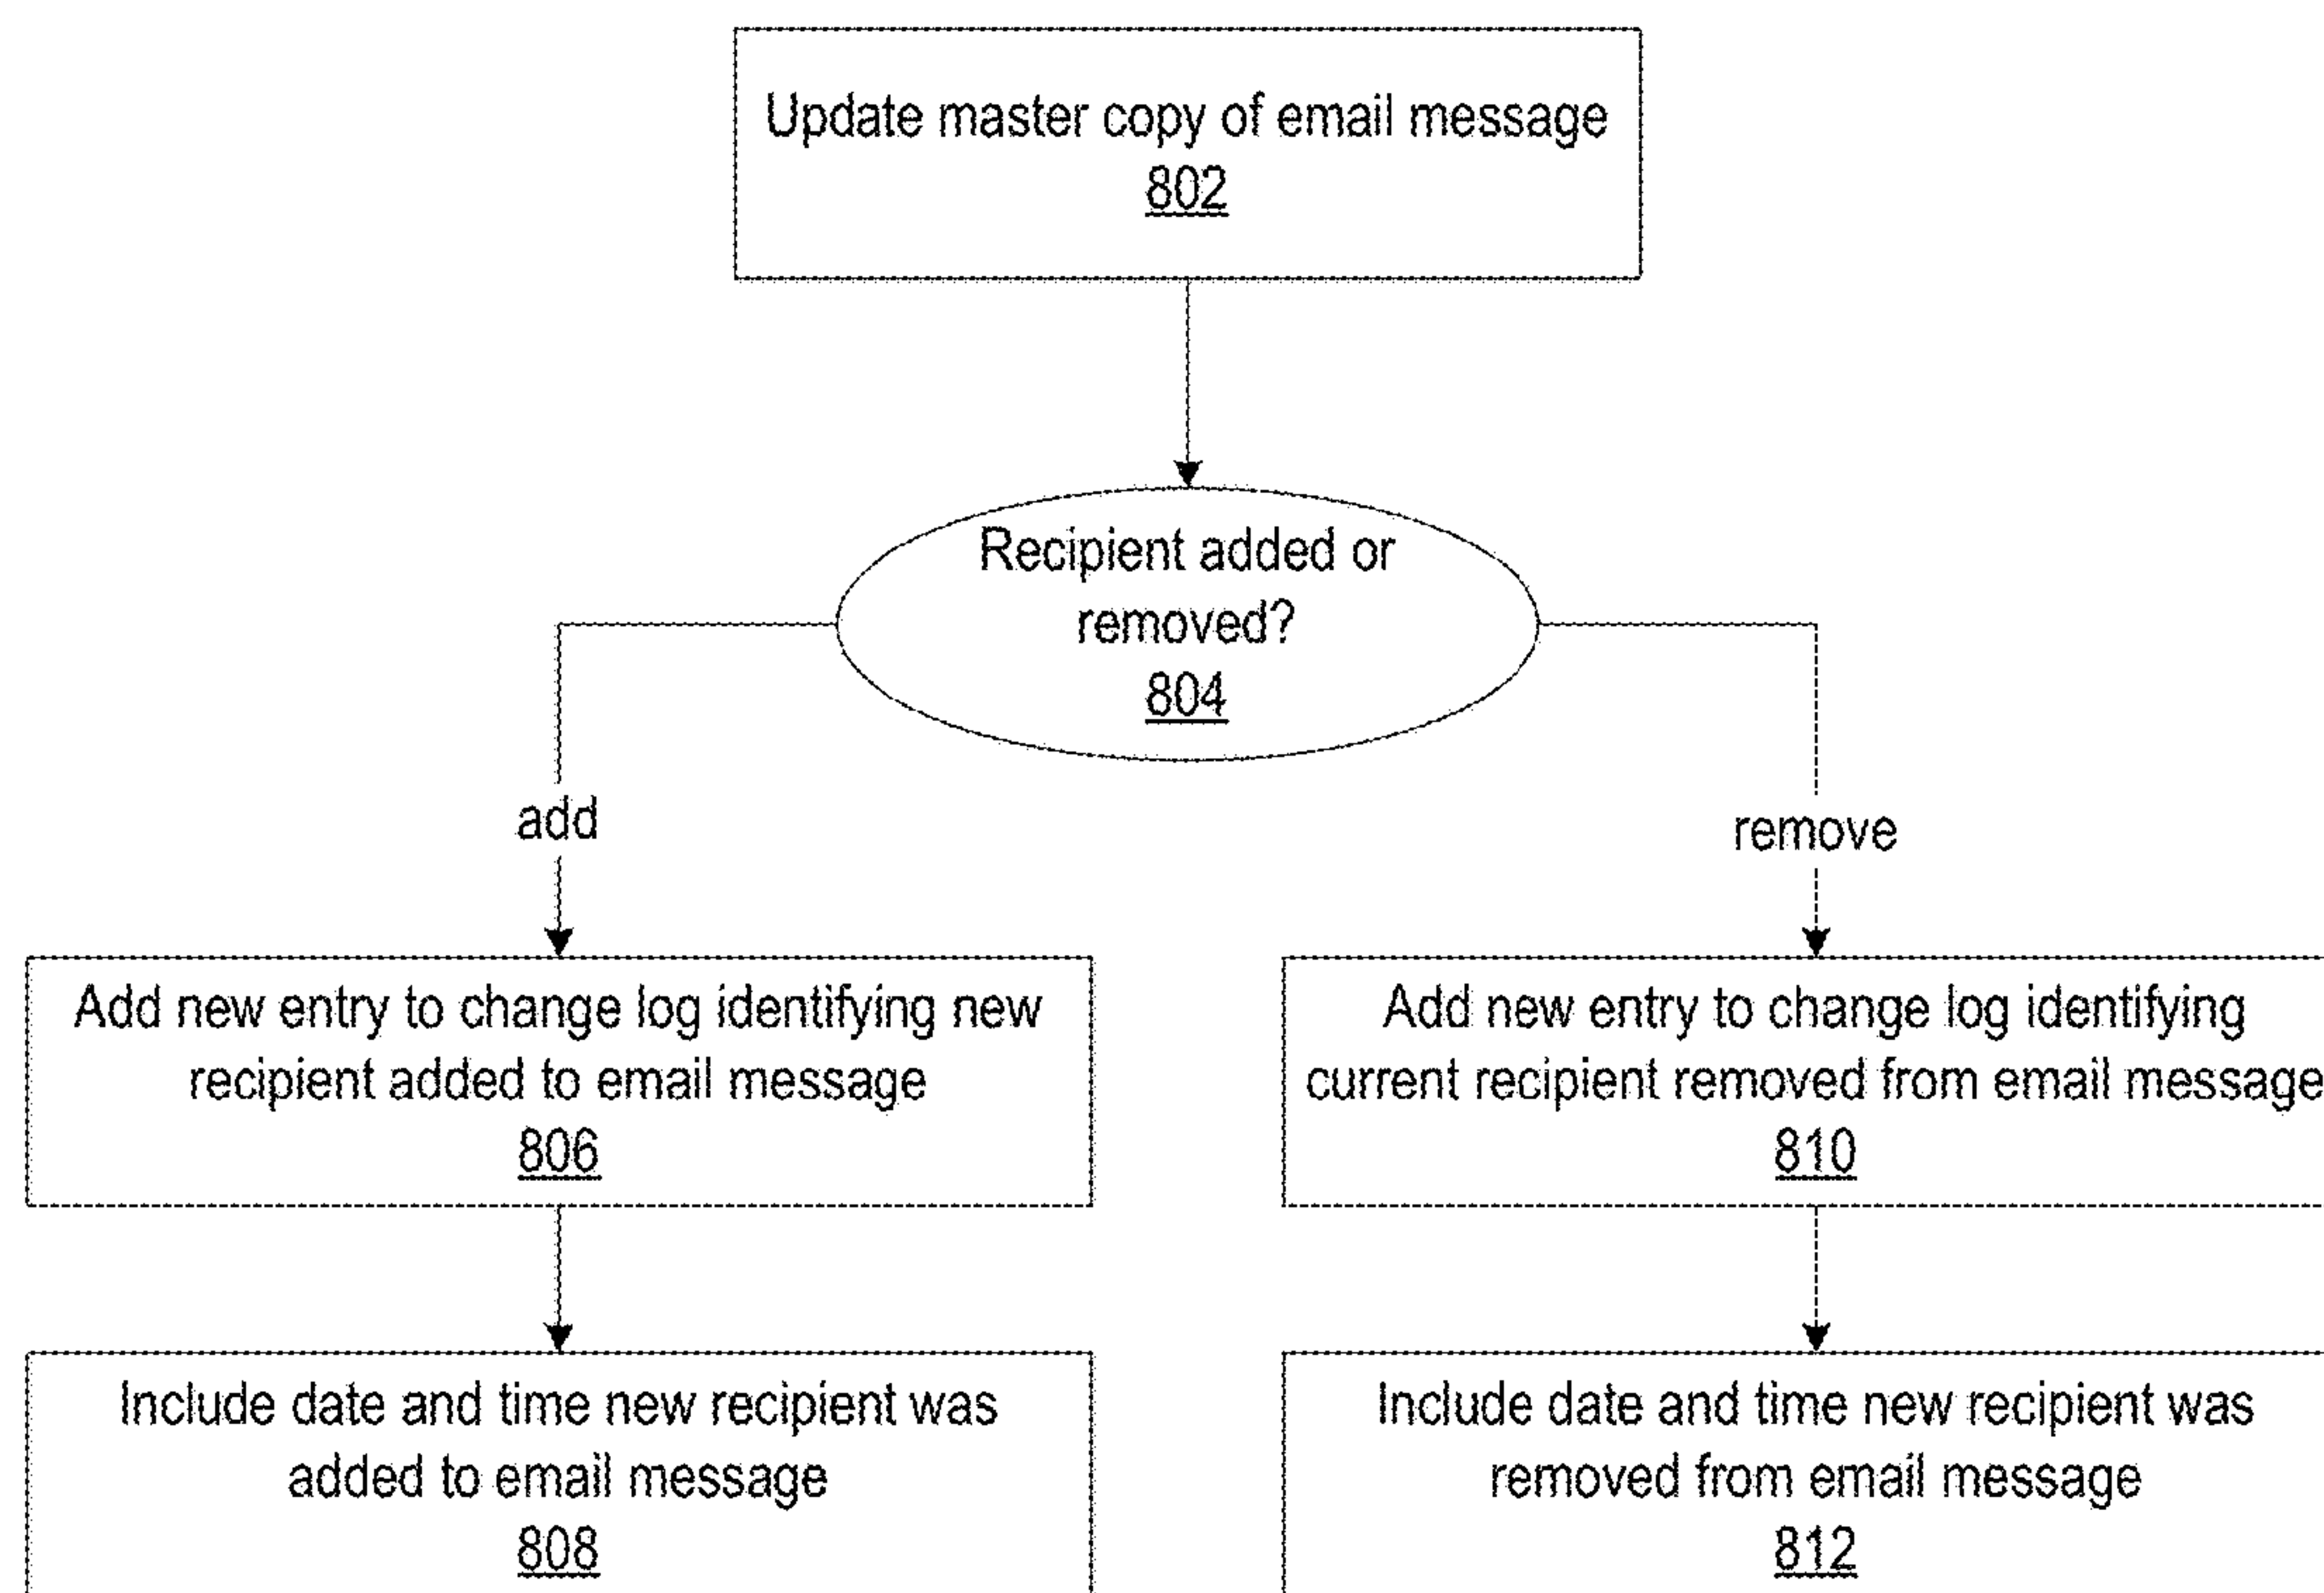 Update master copy of email message
802
Recipient added or
removed?
804
add
remove
Add new entry to change log identifying new
recipient added to email message
806
Add new entry to change log identifying
current recipient removed from email message
810
Include date and time new recipient was
added to email message
808
Include date and time new recipient was
removed from email message
812